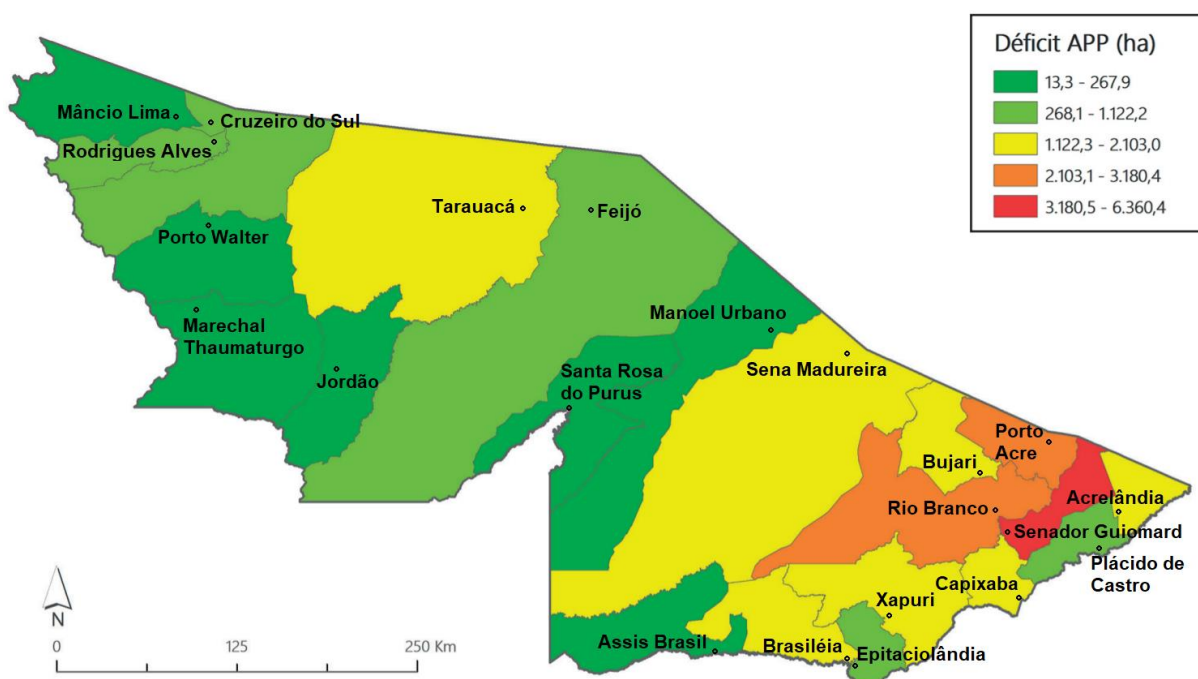 Déficit APP (ha)
13,3 - 267,9
268,1 - 1.122,2
1.122,3 - 2.103,0
2.103,1 - 3.180,4
3.180,5 - 6.360,4
Mâncio Lima
Cruzeiro do Sul
Rodrigues Alves
Tarauacá
Feijó
Porto Walter
Marechal
Thaumaturgo
Jordão
Manoel Urbano
Santa Rosa
do Purus
Sena Madureira
Porto
Acre
Bujari
Acrelândia
Rio Branco
Senador Guiomard
Plácido de
Castro
Capixaba
Xapuri
Assis Brasil
Brasiléia
Epitaciolândia
N
0 125 250 Km